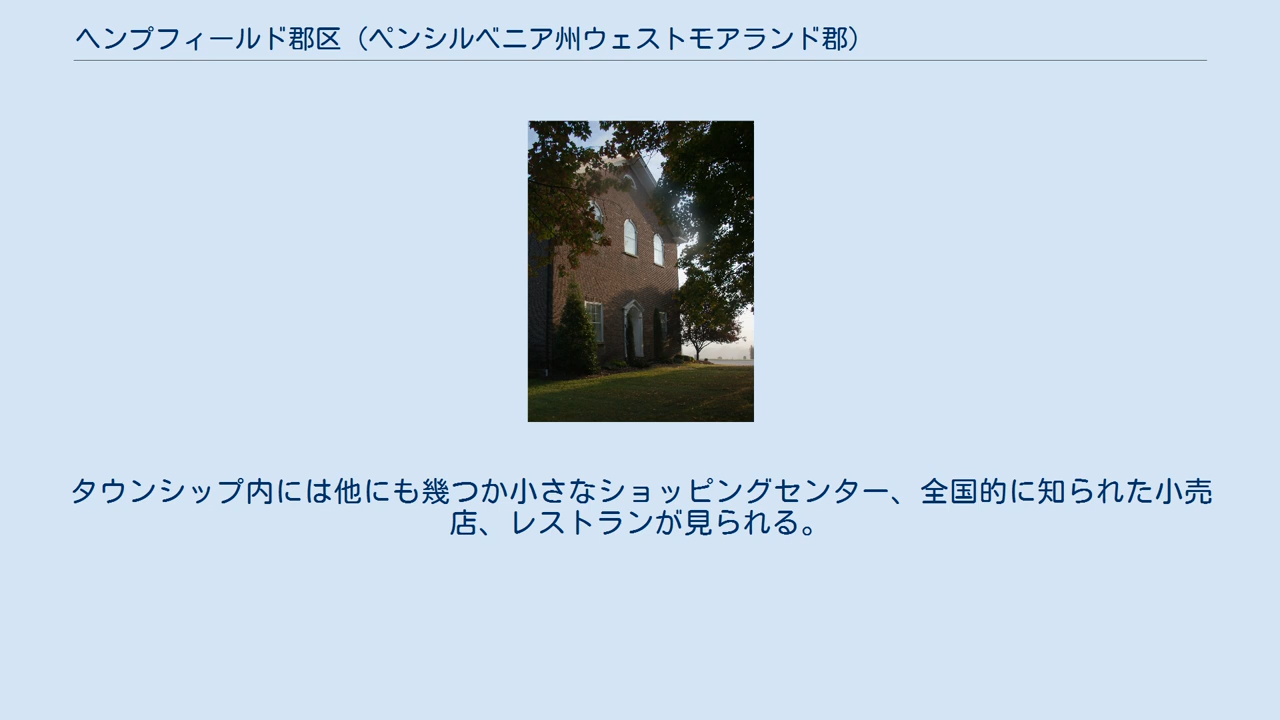 ヘンプフィールド郡区（ペンシルベニア州ウェストモアランド郡）
タウンシップ内には他にも幾つか小さなショッピングセンター、全国的に知られた小売
店、レストランが見られる。